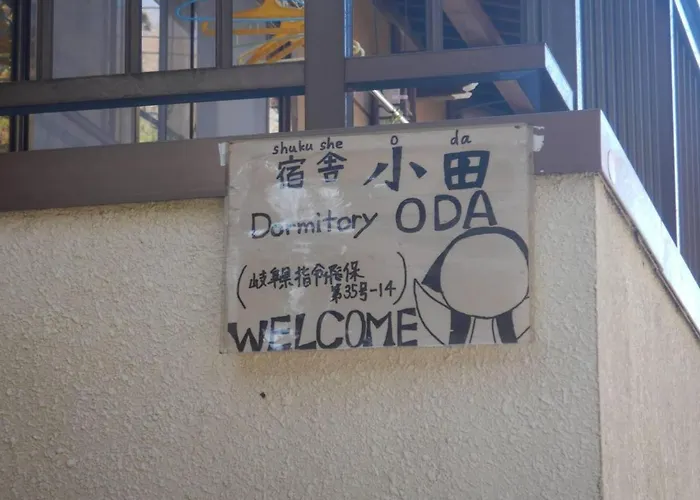 shuku she o da
宿舎 小田
Dormitory ODA
(岐阜県指令飛保
第35号-14)
WELCOME